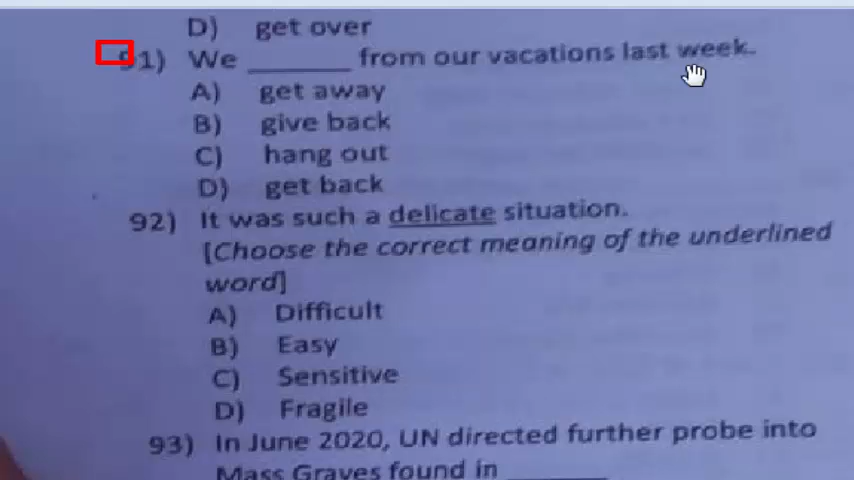 D) get over
91) We ______ from our vacations last week.
A) get away
B) give back
C) hang out
D) get back
92) It was such a delicate situation.
[Choose the correct meaning of the underlined
word]
A) Difficult
B) Easy
C) Sensitive
D) Fragile
93) In June 2020, UN directed further probe into
Mass Graves found in ______